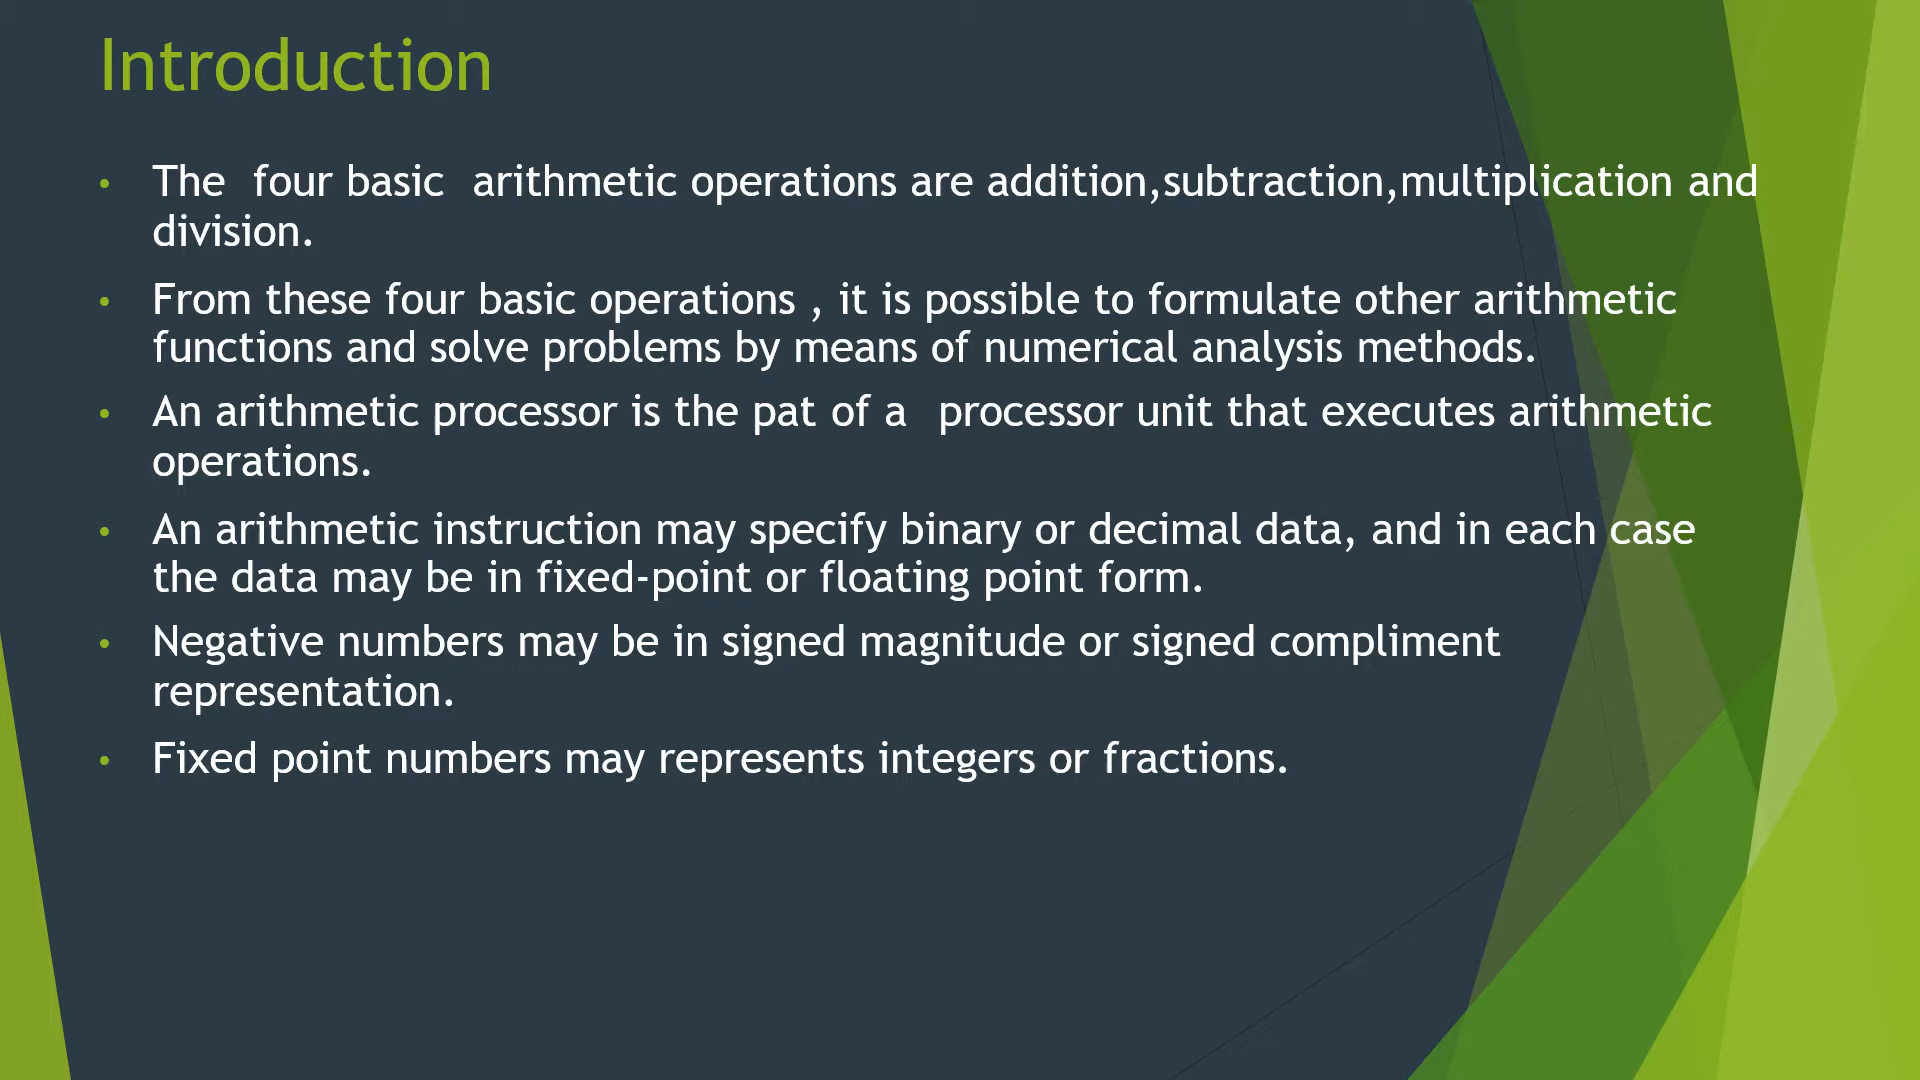 Introduction
• The  four basic  arithmetic operations are addition,subtraction,multiplication and
division.
• From these four basic operations , it is possible to formulate other arithmetic
functions and solve problems by means of numerical analysis methods.
• An arithmetic processor is the pat of a  processor unit that executes arithmetic
operations.
• An arithmetic instruction may specify binary or decimal data, and in each case
the data may be in fixed-point or floating point form.
• Negative numbers may be in signed magnitude or signed compliment
representation.
• Fixed point numbers may represents integers or fractions.